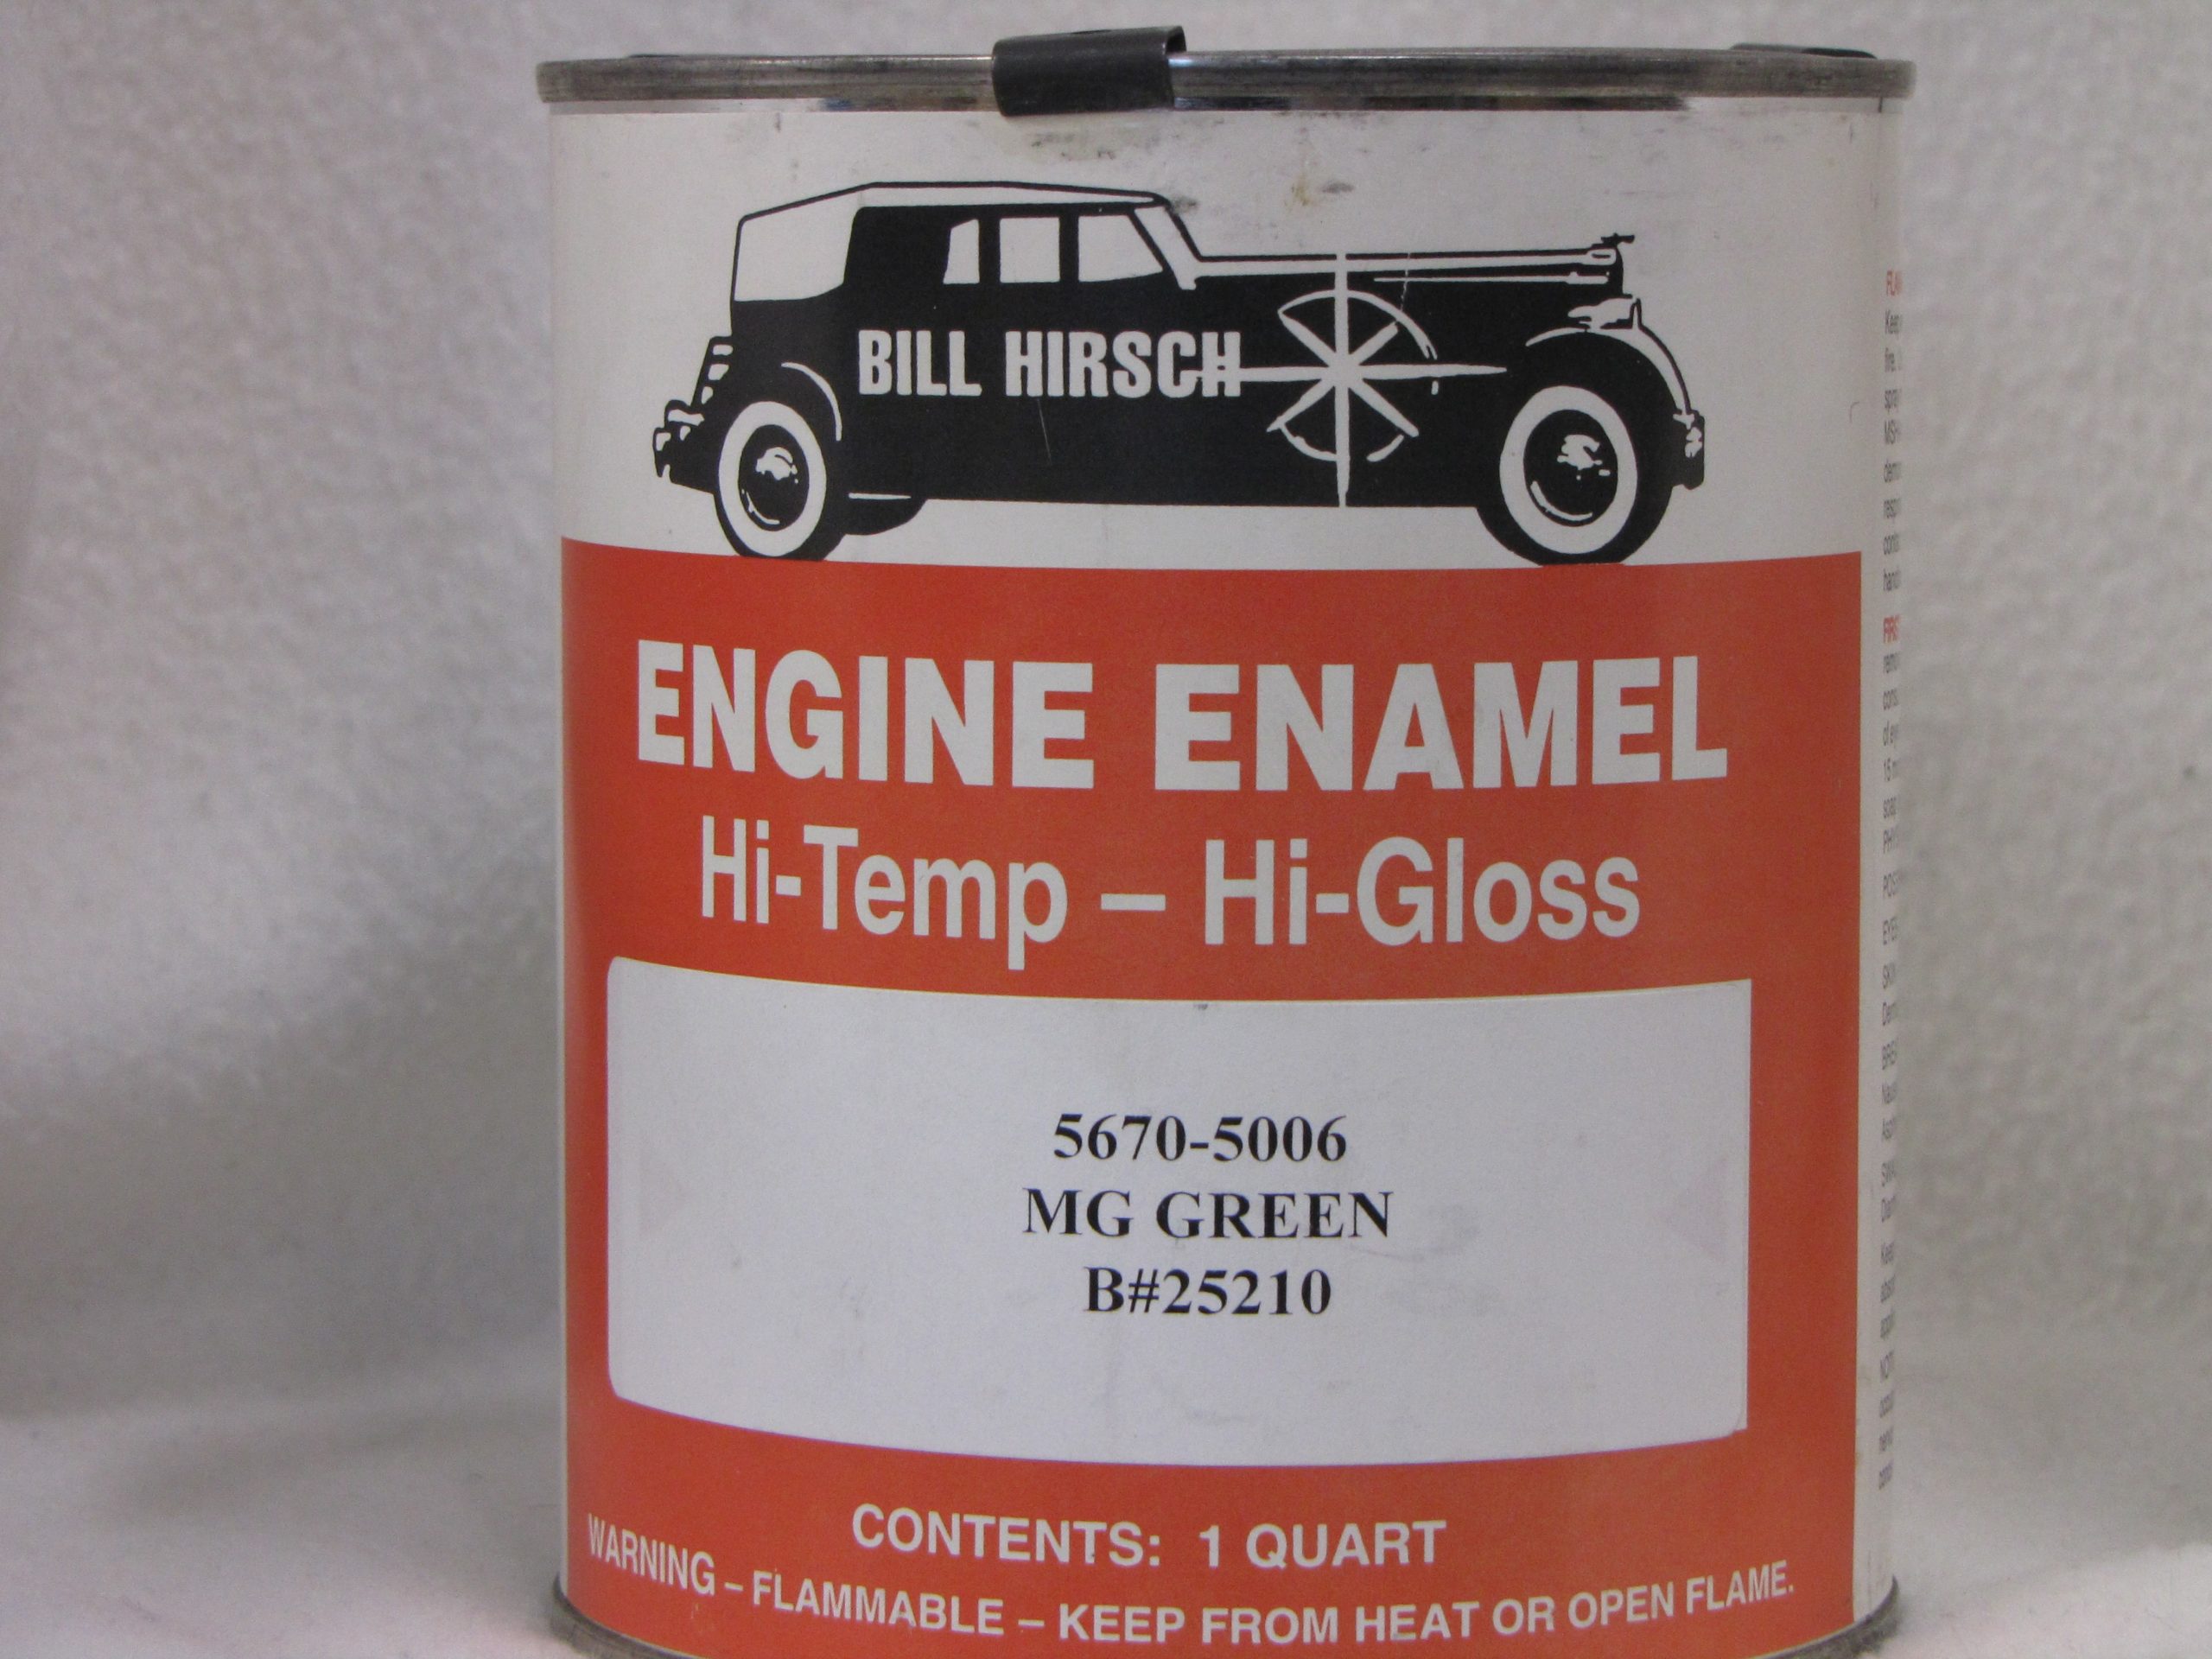 BILL HIRSCH
ENGINE ENAMEL
Hi-Temp – Hi-Gloss
5670-5006
MG GREEN
B#25210
CONTENTS: 1 QUART
WARNING – FLAMMABLE – KEEP FROM HEAT OR OPEN FLAME.